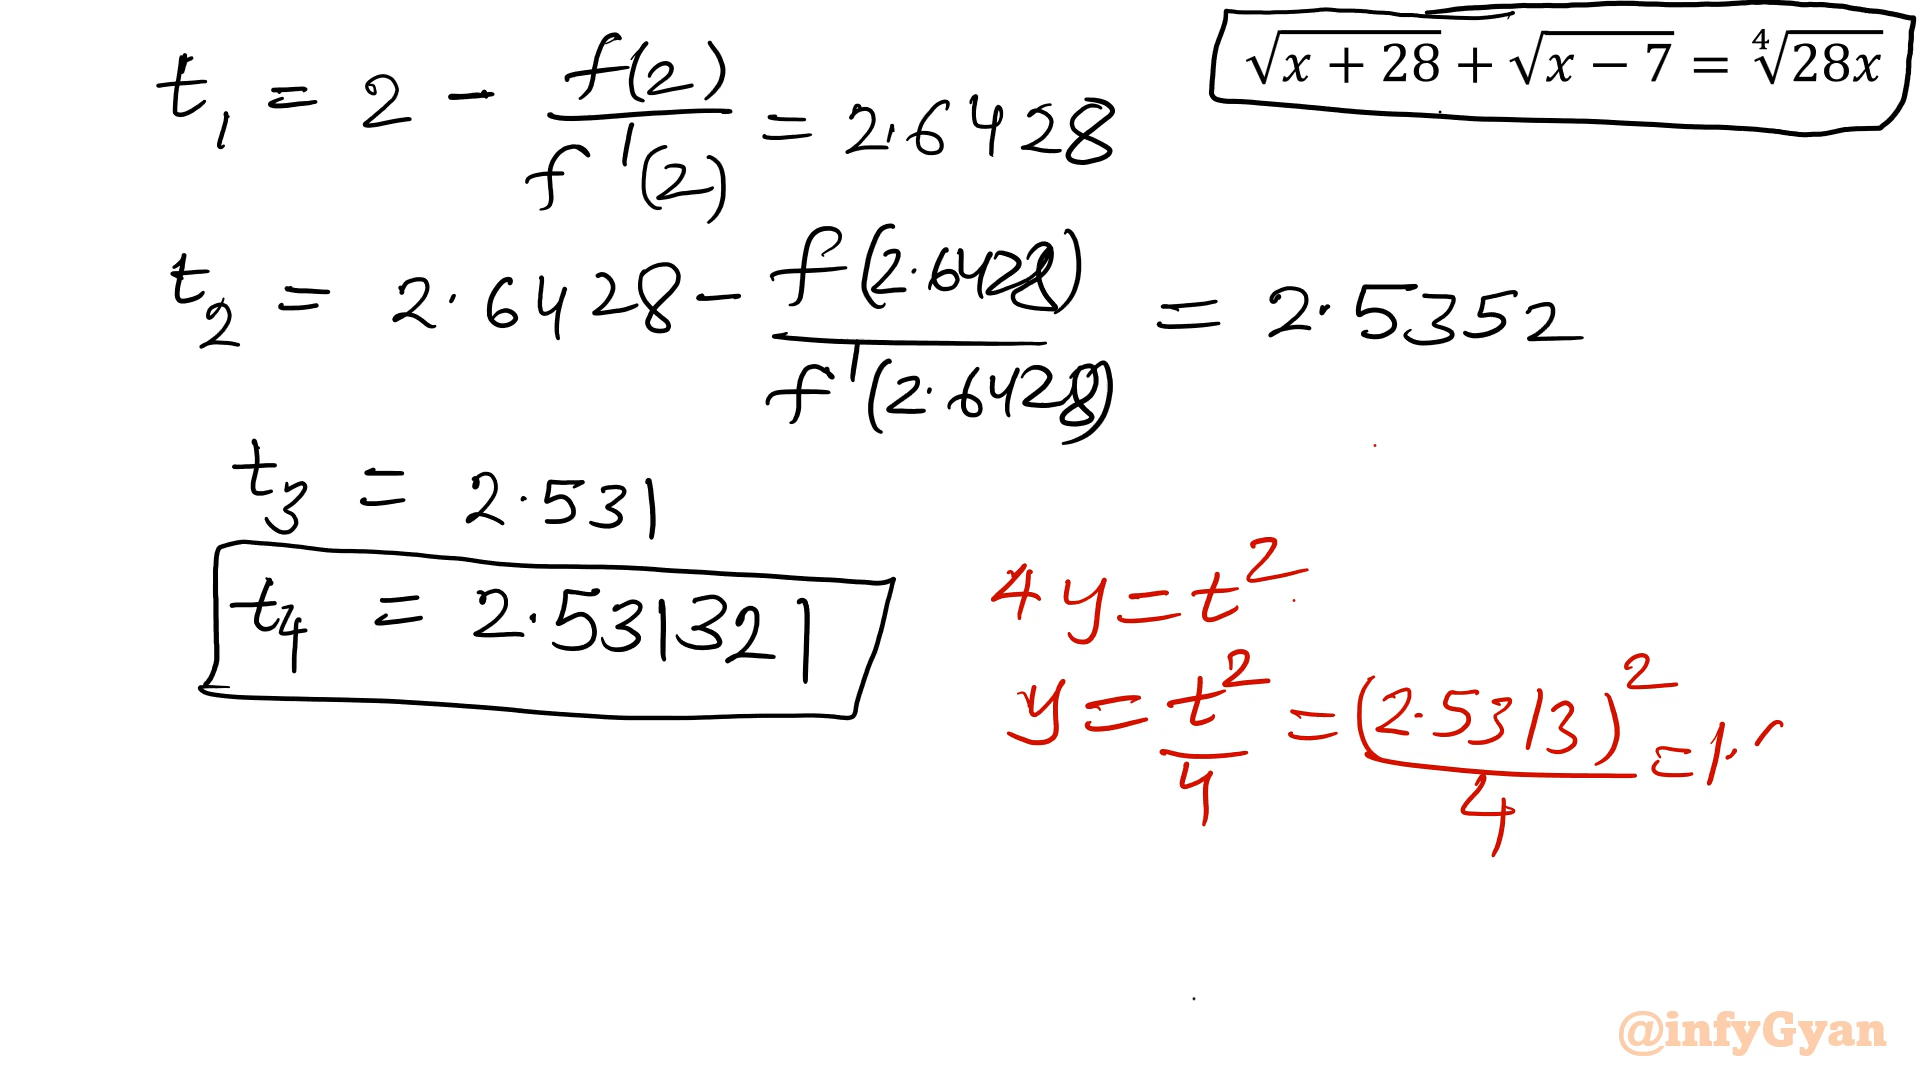 √(x + 28) + √(x − 7) = ∜(28x)
t₁ = 2 − f(2)/f'(2) = 2.6428
t₂ = 2.6428 − f(2.6428)/f'(2.6428) = 2.5352
t₃ = 2.531
t₄ = 2.531321
4y = t²
y = t²/4 = (2.5313)²/4 = 1.
@infyGyan